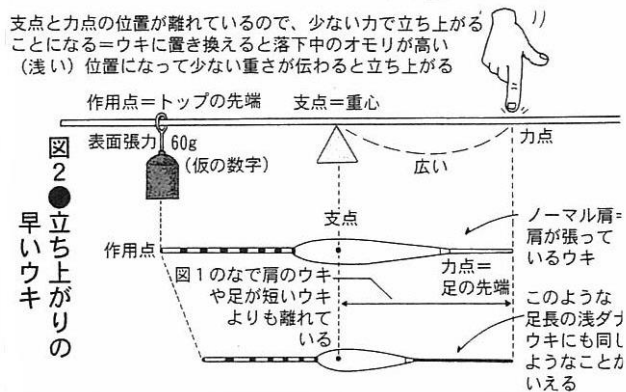 支点と力点の位置が離れているので、少ない力で立ち上がる
ことになる＝ウキに置き換えると落下中のオモリが高い
（浅い）位置になって少ない重さが伝わると立ち上がる
作用点＝トップの先端
支点＝重心
表面張力
60g
（仮の数字）
広い
力点
図2●立ち上がりの
早いウキ
支点
作用点
ノーマル肩＝
肩が張って
いるウキ
力点＝
足の先端
図１のなで肩のウキ
や足が短いウキ
よりも離れて
いる
このような
足長の浅ダナ
ウキにも同じ
ようなことが
いえる